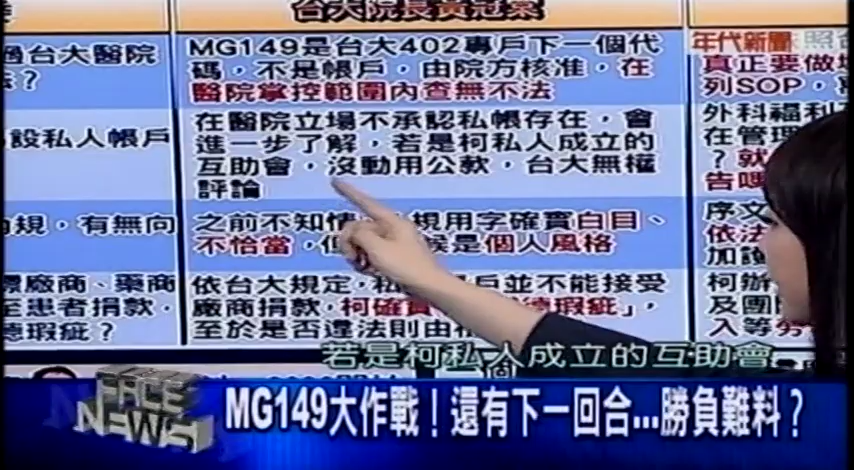 台大院長黃冠棠
年代新聞
過台大醫院
設私人帳戶
內規，有無向
廠商、藥商
至患者捐款，
德瑕疵？
MG149是台大402專戶下一個代
碼，不是帳戶，由院方核准，在
醫院掌控範圍內查無不法
在醫院立場不承認私帳存在，會
進一步了解，若是柯私人成立的
互助會，沒動用公款，台大無權
評論
之前不知情
規用字確實白目、
不恰當，但
候是個人風格
依台大規定，私
戶並不能接受
廠商捐款，柯確實
德瑕疵」，
至於是否違法則由
真正要做
列SOP，
外科福利
在管理
？就
告嗎
序文
依法
加護
柯辦
及團
入等
若是柯私人成立的互助會
FACE
NEWS
MG149大作戰！還有下一回合...勝負難料？